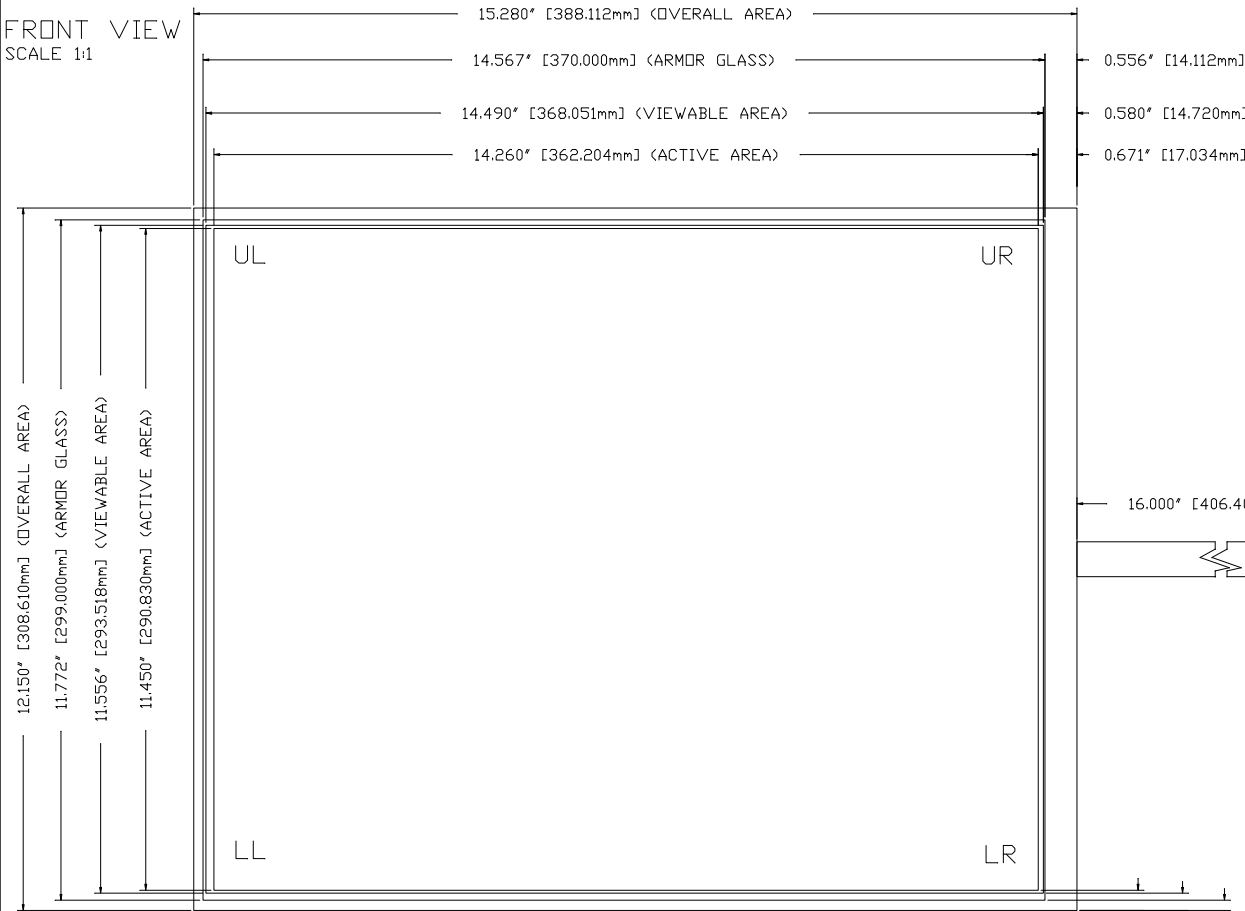 FRONT VIEW
SCALE 1:1
15.280" [388.112mm] (OVERALL AREA)
14.567" [370.000mm] (ARMOR GLASS)
0.556" [14.112mm]
14.490" [368.051mm] (VIEWABLE AREA)
0.580" [14.720mm]
14.260" [362.204mm] (ACTIVE AREA)
0.671" [17.034mm]
UL
UR
12.150" [308.610mm] (OVERALL AREA)
11.772" [299.000mm] (ARMOR GLASS)
11.556" [293.518mm] (VIEWABLE AREA)
11.450" [290.830mm] (ACTIVE AREA)
16.000" [406.4
LL
LR